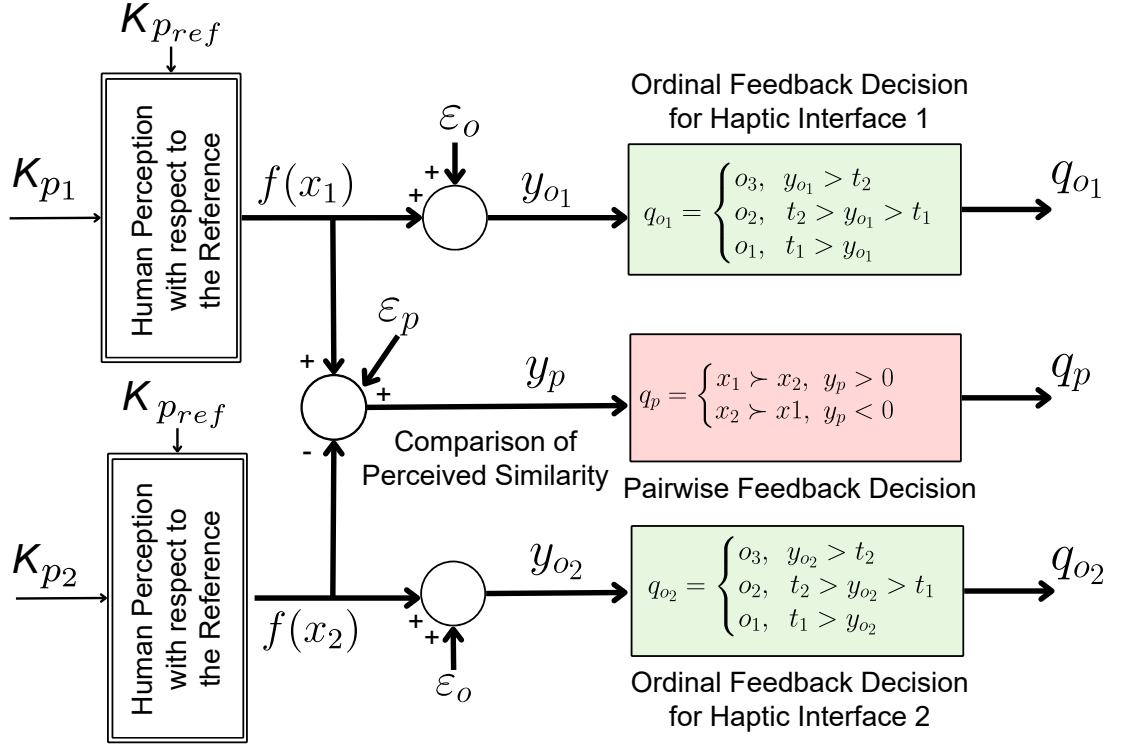 K_{p_{ref}}
Human Perception
with respect to
the Reference
K_{p_1}
f(x_1)
ε_o
+
+
y_{o_1}
Ordinal Feedback Decision
for Haptic Interface 1
q_{o_1} = { o_3, y_{o_1} > t_2
o_2, t_2 > y_{o_1} > t_1
o_1, t_1 > y_{o_1}
q_{o_1}
ε_p
+
+
-
y_p
Comparison of
Perceived Similarity
q_p = { x_1 ≻ x_2, y_p > 0
x_2 ≻ x1, y_p < 0
q_p
Pairwise Feedback Decision
K_{p_{ref}}
Human Perception
with respect to
the Reference
K_{p_2}
f(x_2)
+
+
ε_o
y_{o_2}
q_{o_2} = { o_3, y_{o_2} > t_2
o_2, t_2 > y_{o_2} > t_1
o_1, t_1 > y_{o_2}
q_{o_2}
Ordinal Feedback Decision
for Haptic Interface 2